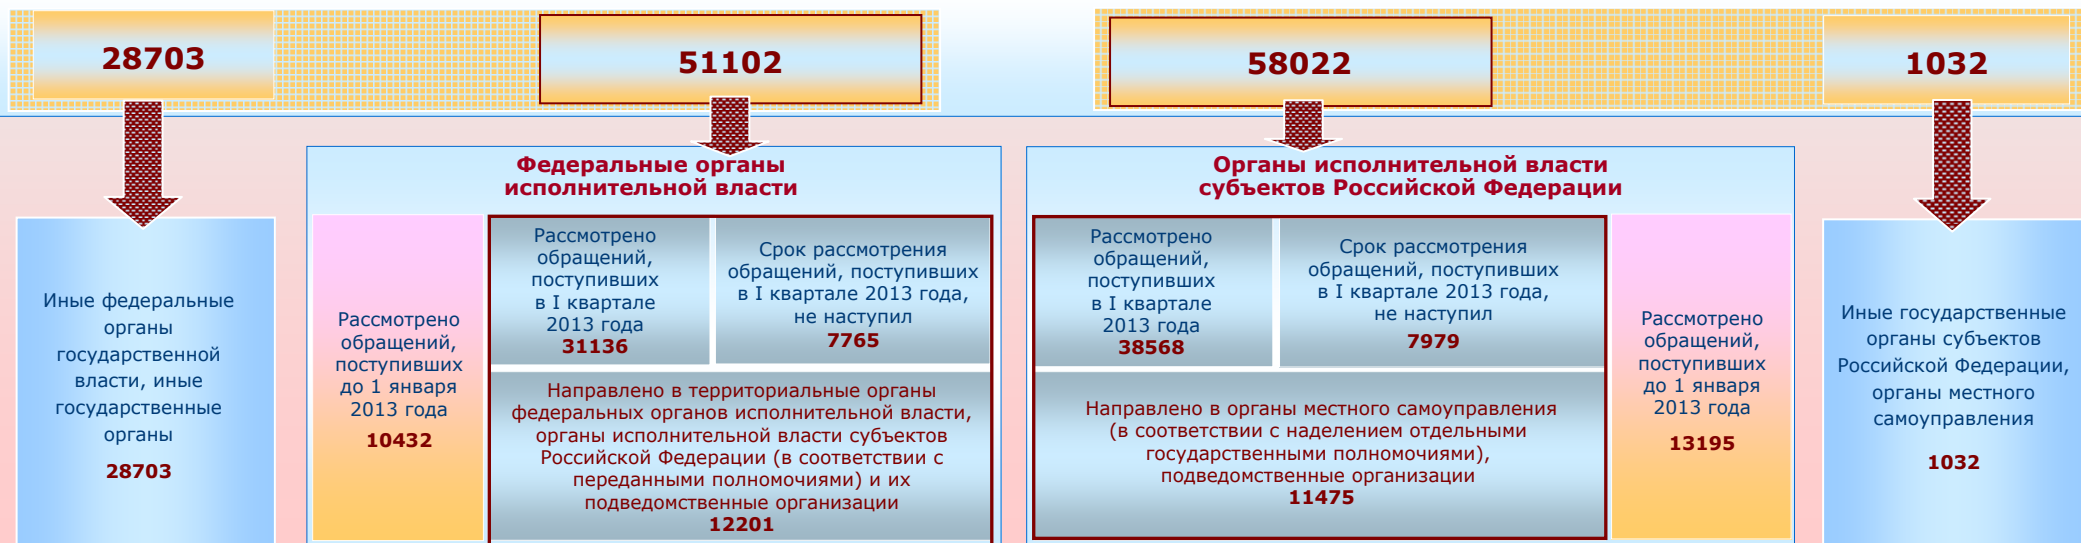 28703
51102
58022
1032
Иные федеральные
органы
государственной
власти, иные
государственные
органы
28703
Федеральные органы
исполнительной власти
Рассмотрено
обращений,
поступивших
до 1 января
2013 года
10432
Рассмотрено
обращений,
поступивших
в I квартале
2013 года
31136
Срок рассмотрения
обращений, поступивших
в I квартале 2013 года,
не наступил
7765
Направлено в территориальные органы
федеральных органов исполнительной власти,
органы исполнительной власти субъектов
Российской Федерации (в соответствии с
переданными полномочиями) и их
подведомственные организации
12201
Органы исполнительной власти
субъектов Российской Федерации
Рассмотрено
обращений,
поступивших
в I квартале
2013 года
38568
Срок рассмотрения
обращений, поступивших
в I квартале 2013 года,
не наступил
7979
Направлено в органы местного самоуправления
(в соответствии с наделением отдельными
государственными полномочиями),
подведомственные организации
11475
Рассмотрено
обращений,
поступивших
до 1 января
2013 года
13195
Иные государственные
органы субъектов
Российской Федерации,
органы местного
самоуправления
1032